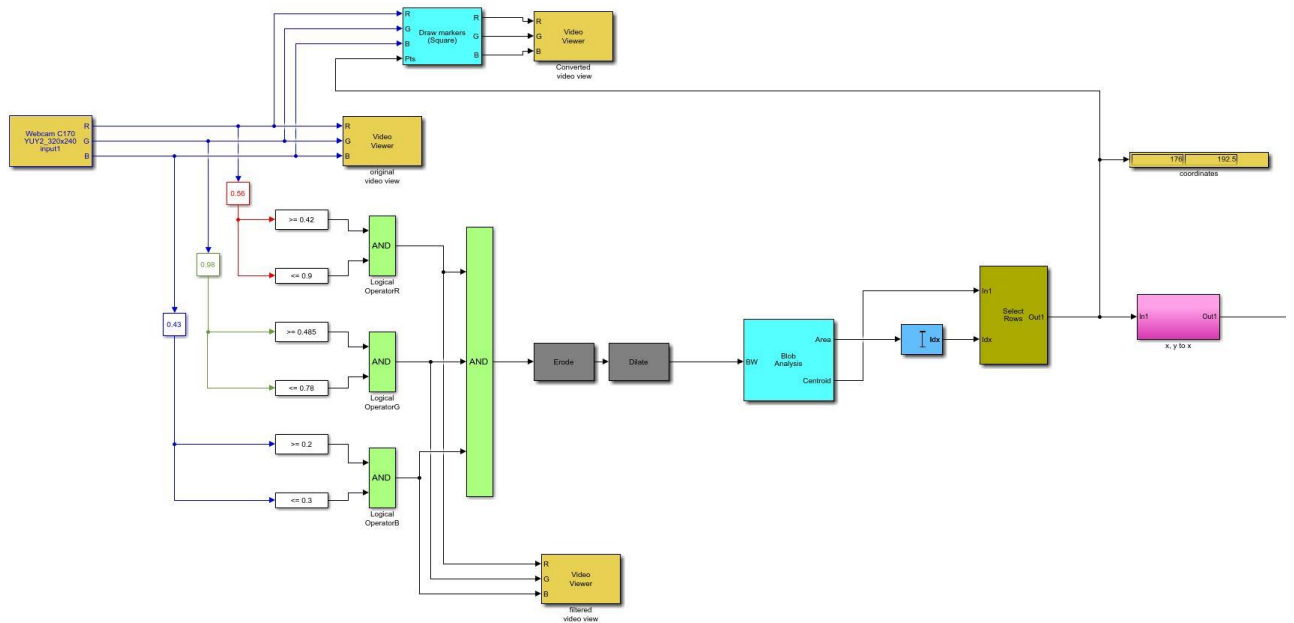 R
G
B
Pts
Draw markers
(Square)
R
G
B
R
G
B
Video
Viewer
Converted
video view
Webcam C170
YUY2_320x240
input1
R
G
B
R
G
B
Video
Viewer
original
video view
176
192.5
coordinates
0.56
0.98
0.43
>= 0.42
<= 0.9
AND
Logical
OperatorR
>= 0.485
<= 0.78
AND
Logical
OperatorG
>= 0.2
<= 0.3
AND
Logical
OperatorB
AND
Erode
Dilate
BW
Blob
Analysis
Area
Centroid
Idx
In1
Idx
Select
Rows
Out1
In1
Out1
x, y to x
R
G
B
Video
Viewer
filtered
video view